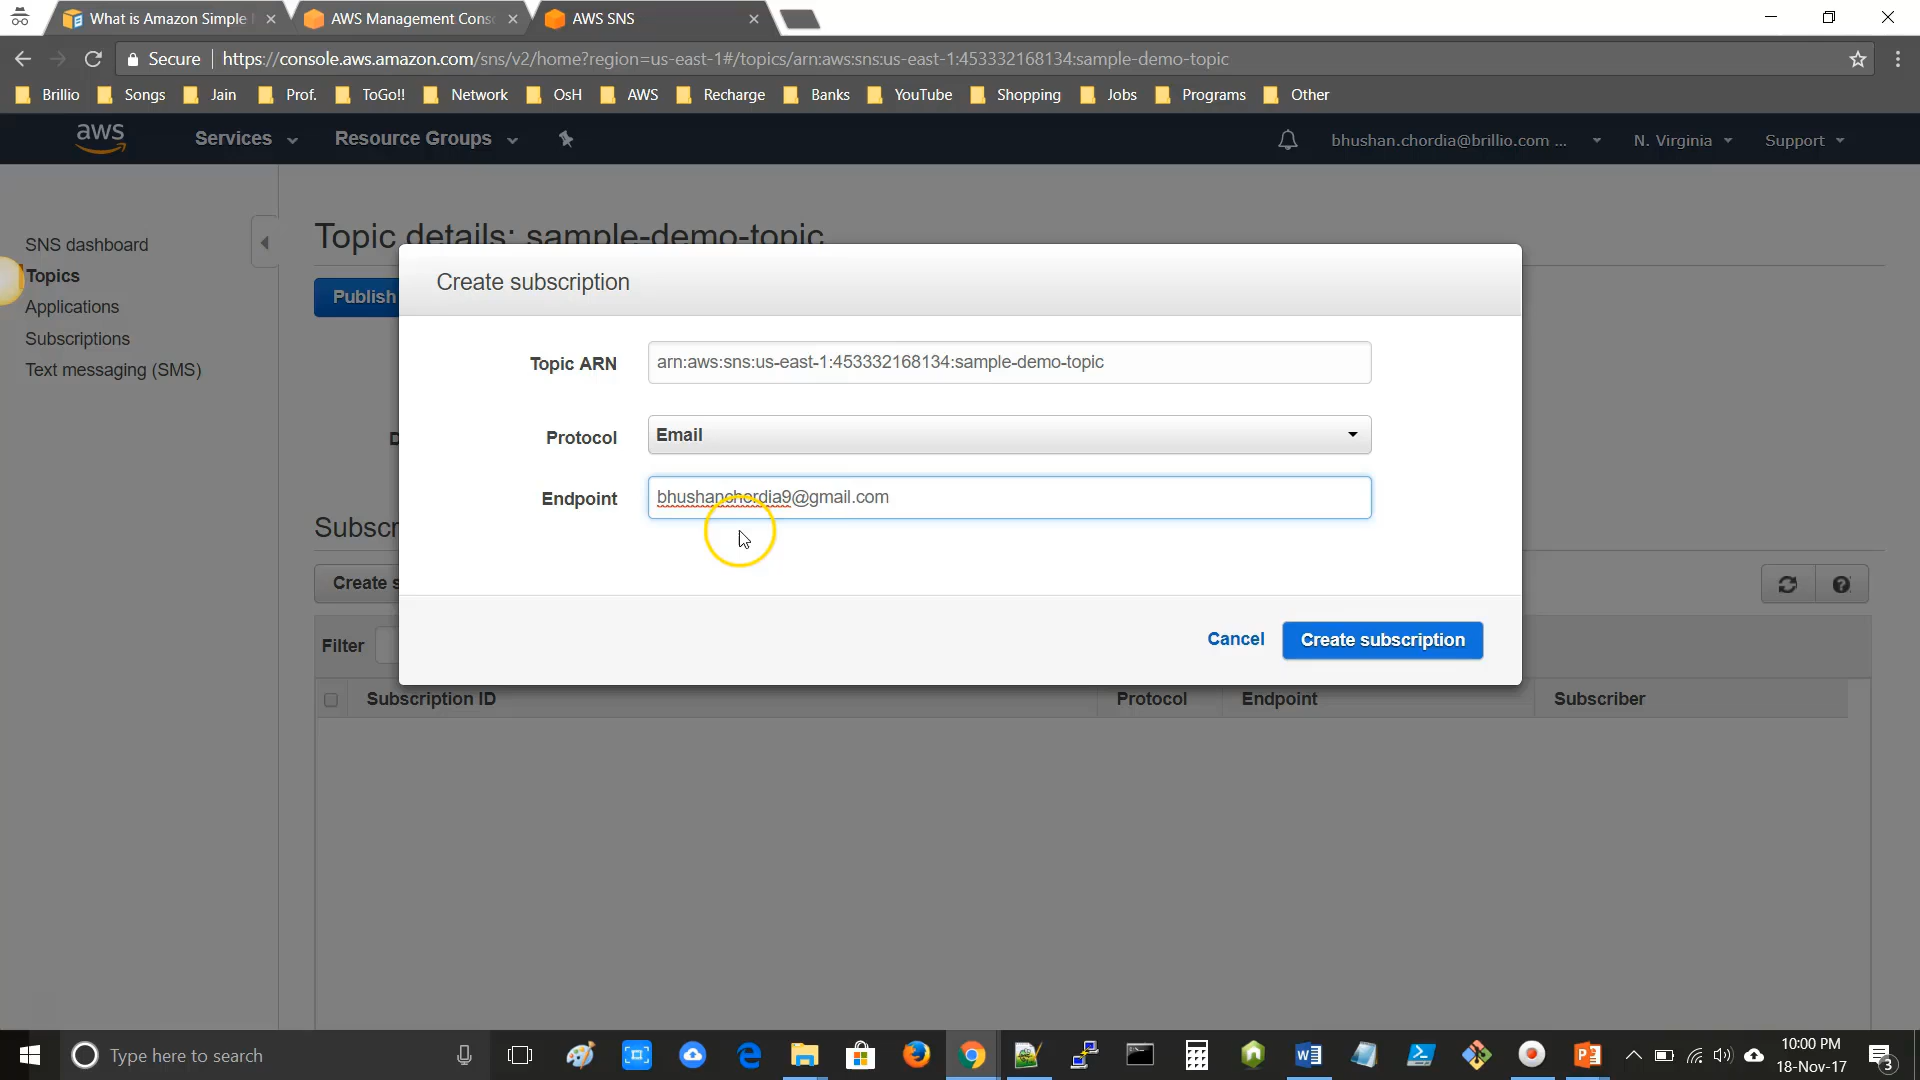 What is Amazon Simple
AWS Management Conso
AWS SNS
Secure
https://console.aws.amazon.com/sns/v2/home?region=us-east-1#/topics/arn:aws:sns:us-east-1:453332168134:sample-demo-topic
Brillio Songs Jain Prof. ToGo!! Network OsH AWS Recharge Banks YouTube Shopping Jobs Programs Other
aws Services Resource Groups bhushan.chordia@brillio.com ... N. Virginia Support
SNS dashboard
Topics
Applications
Subscriptions
Text messaging (SMS)
Topic details: sample-demo-topic
Publish
Create subscription
Topic ARN arn:aws:sns:us-east-1:453332168134:sample-demo-topic
Protocol Email
Endpoint bhushanchordia9@gmail.com
Cancel Create subscription
D
Subscr
Create s
Filter
Subscription ID Protocol Endpoint Subscriber
Type here to search
10:00 PM
18-Nov-17
3